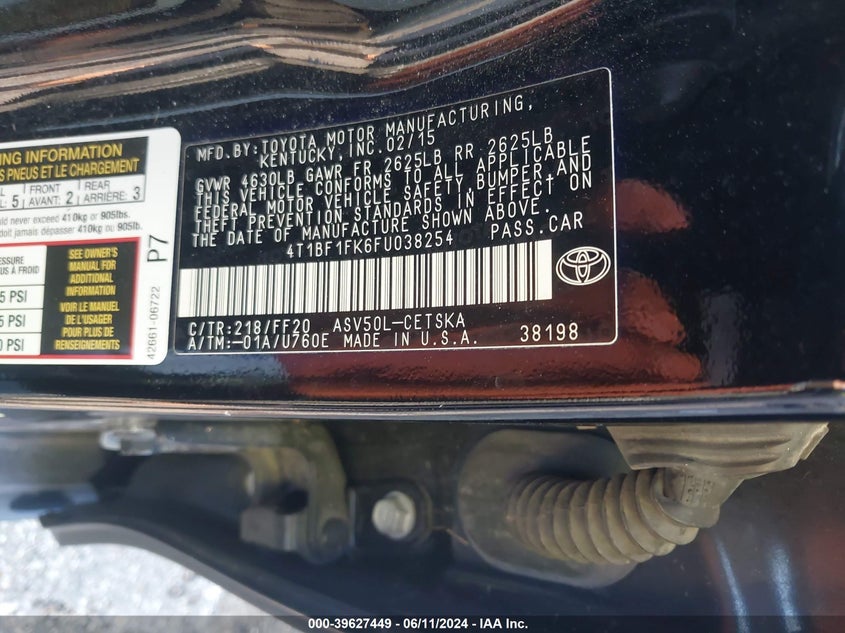 ING INFORMATION
S PNEUS ET LE CHARGEMENT
L 5 FRONT AVANT: 2 REAR ARRIÈRE: 3
uld never exceed 410kg or 905lbs.
doit jamais dépasser 410kg ou 905lbs.
SEE OWNER'S
MANUAL FOR
ADDITIONAL
INFORMATION
VOIR LE MANUEL
DE L'USAGER
POUR PLUS DE
RENSEIGNEMENTS
5 PSI
5 PSI
0 PSI
P7
42661-06722
MFD.BY:TOYOTA MOTOR MANUFACTURING,
KENTUCKY, INC.02/15
GVWR 4630LB GAWR FR 2625LB RR 2625LB
THIS VEHICLE CONFORMS TO ALL APPLICABLE
FEDERAL MOTOR VEHICLE SAFETY,BUMPER,AND
THEFT PREVENTION STANDARDS IN EFFECT ON
THE DATE OF MANUFACTURE SHOWN ABOVE.
4T1BF1FK6FU038254 PASS.CAR
C/TR:218/FF20 ASV50L-CETSKA
A/TM:-01A/U760E MADE IN U.S.A. 38198
000-39627449 - 06/11/2024 - IAA Inc.